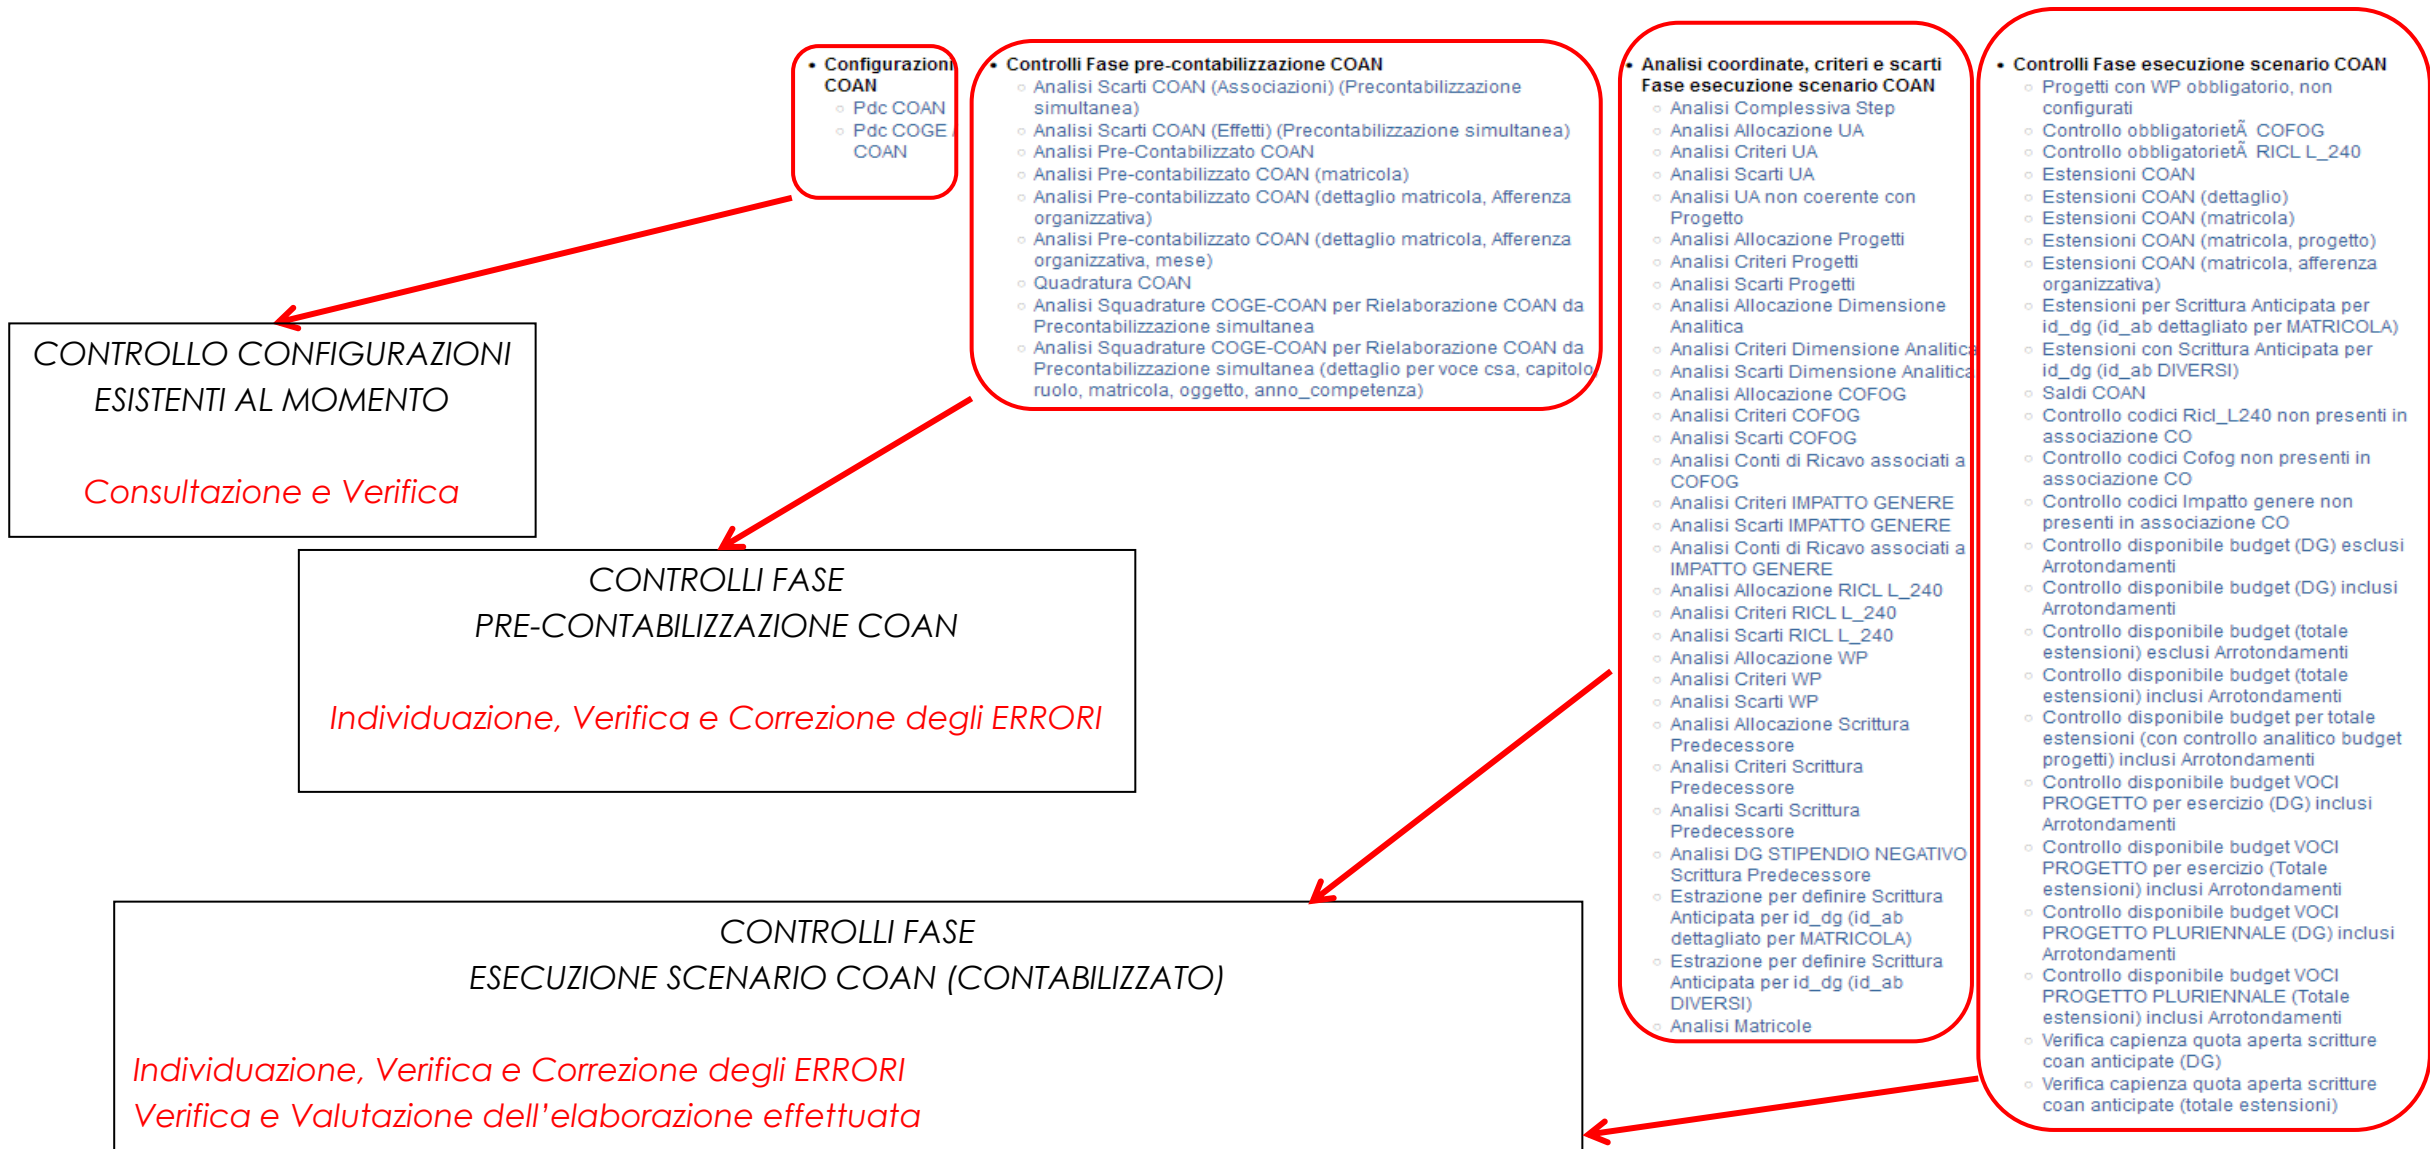 • Configurazioni
COAN
◦ Pdc COAN
◦ Pdc COGE /
COAN
• Controlli Fase pre-contabilizzazione COAN
◦ Analisi Scarti COAN (Associazioni) (Precontabilizzazione
simultanea)
◦ Analisi Scarti COAN (Effetti) (Precontabilizzazione simultanea)
◦ Analisi Pre-Contabilizzato COAN
◦ Analisi Pre-contabilizzato COAN (matricola)
◦ Analisi Pre-contabilizzato COAN (dettaglio matricola, Afferenza
organizzativa)
◦ Analisi Pre-contabilizzato COAN (dettaglio matricola, Afferenza
organizzativa, mese)
◦ Quadratura COAN
◦ Analisi Squadrature COGE-COAN per Rielaborazione COAN da
Precontabilizzazione simultanea
◦ Analisi Squadrature COGE-COAN per Rielaborazione COAN da
Precontabilizzazione simultanea (dettaglio per voce csa, capitolo,
ruolo, matricola, oggetto, anno_competenza)
• Analisi coordinate, criteri e scarti
Fase esecuzione scenario COAN
◦ Analisi Complessiva Step
◦ Analisi Allocazione UA
◦ Analisi Criteri UA
◦ Analisi Scarti UA
◦ Analisi UA non coerente con
Progetto
◦ Analisi Allocazione Progetti
◦ Analisi Criteri Progetti
◦ Analisi Scarti Progetti
◦ Analisi Allocazione Dimensione
Analitica
◦ Analisi Criteri Dimensione Analitica
◦ Analisi Scarti Dimensione Analitica
◦ Analisi Allocazione COFOG
◦ Analisi Criteri COFOG
◦ Analisi Scarti COFOG
◦ Analisi Conti di Ricavo associati a
COFOG
◦ Analisi Criteri IMPATTO GENERE
◦ Analisi Scarti IMPATTO GENERE
◦ Analisi Conti di Ricavo associati a
IMPATTO GENERE
◦ Analisi Allocazione RICL L_240
◦ Analisi Criteri RICL L_240
◦ Analisi Scarti RICL L_240
◦ Analisi Allocazione WP
◦ Analisi Criteri WP
◦ Analisi Scarti WP
◦ Analisi Allocazione Scrittura
Predecessore
◦ Analisi Criteri Scrittura
Predecessore
◦ Analisi Scarti Scrittura
Predecessore
◦ Analisi DG STIPENDIO NEGATIVO
Scrittura Predecessore
◦ Estrazione per definire Scrittura
Anticipata per id_dg (id_ab
dettagliato per MATRICOLA)
◦ Estrazione per definire Scrittura
Anticipata per id_dg (id_ab
DIVERSI)
◦ Analisi Matricole
• Controlli Fase esecuzione scenario COAN
◦ Progetti con WP obbligatorio, non
configurati
◦ Controllo obbligatorietÃ COFOG
◦ Controllo obbligatorietÃ RICL L_240
◦ Estensioni COAN
◦ Estensioni COAN (dettaglio)
◦ Estensioni COAN (matricola)
◦ Estensioni COAN (matricola, progetto)
◦ Estensioni COAN (matricola, afferenza
organizzativa)
◦ Estensioni per Scrittura Anticipata per
id_dg (id_ab dettagliato per MATRICOLA)
◦ Estensioni con Scrittura Anticipata per
id_dg (id_ab DIVERSI)
◦ Saldi COAN
◦ Controllo codici Ricl_L240 non presenti in
associazione CO
◦ Controllo codici Cofog non presenti in
associazione CO
◦ Controllo codici Impatto genere non
presenti in associazione CO
◦ Controllo disponibile budget (DG) esclusi
Arrotondamenti
◦ Controllo disponibile budget (DG) inclusi
Arrotondamenti
◦ Controllo disponibile budget (totale
estensioni) esclusi Arrotondamenti
◦ Controllo disponibile budget (totale
estensioni) inclusi Arrotondamenti
◦ Controllo disponibile budget per totale
estensioni (con controllo analitico budget
progetti) inclusi Arrotondamenti
◦ Controllo disponibile budget VOCI
PROGETTO per esercizio (DG) inclusi
Arrotondamenti
◦ Controllo disponibile budget VOCI
PROGETTO per esercizio (Totale
estensioni) inclusi Arrotondamenti
◦ Controllo disponibile budget VOCI
PROGETTO PLURIENNALE (DG) inclusi
Arrotondamenti
◦ Controllo disponibile budget VOCI
PROGETTO PLURIENNALE (Totale
estensioni) inclusi Arrotondamenti
◦ Verifica capienza quota aperta scritture
coan anticipate (DG)
◦ Verifica capienza quota aperta scritture
coan anticipate (totale estensioni)
CONTROLLO CONFIGURAZIONI
ESISTENTI AL MOMENTO
Consultazione e Verifica
CONTROLLI FASE
PRE-CONTABILIZZAZIONE COAN
Individuazione, Verifica e Correzione degli ERRORI
CONTROLLI FASE
ESECUZIONE SCENARIO COAN (CONTABILIZZATO)
Individuazione, Verifica e Correzione degli ERRORI
Verifica e Valutazione dell'elaborazione effettuata